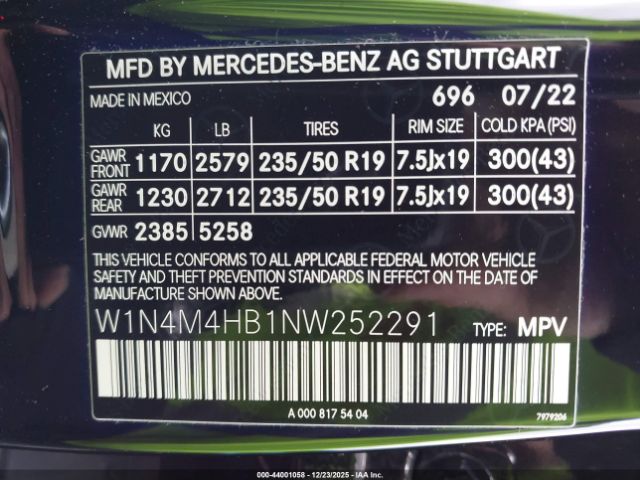 MFD BY MERCEDES-BENZ AG STUTTGART
MADE IN MEXICO 696 07/22
KG LB TIRES RIM SIZE COLD KPA(PSI)
GAWR FRONT 1170 2579 235/50 R19 7.5Jx19 300(43)
GAWR REAR 1230 2712 235/50 R19 7.5Jx19 300(43)
GVWR 2385 5258
THIS VEHICLE CONFORMS TO ALL APPLICABLE FEDERAL MOTOR VEHICLE
SAFETY AND THEFT PREVENTION STANDARDS IN EFFECT ON THE DATE OF
MANUFACTURE SHOWN ABOVE.
W1N4M4HB1NW252291 TYPE: MPV
A 000 817 54 04
7979206
Stock #: 44001058 - 12/23/2025 - IAA Inc.